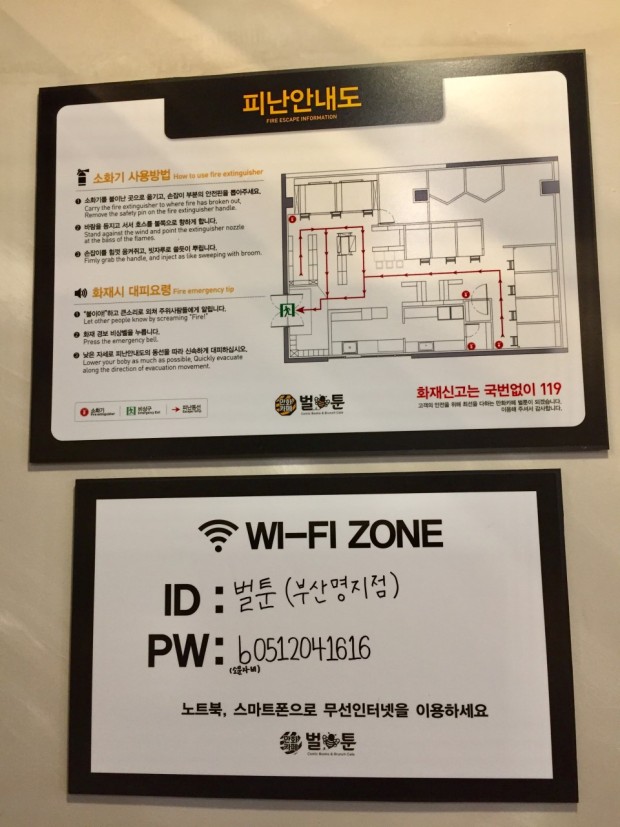 피난안내도
FIRE ESCAPE INFORMATION
소화기 사용방법 How to use fire extinguisher
1 소화기를 불이난 곳으로 옮기고, 손잡이 부분의 안전핀을 뽑아주세요.
Carry the fire extinguisher to where fire has broken out,
Remove the safety pin on the fire extinguisher handle.
2 바람을 등지고 서서 호스를 불쪽으로 향하게 합니다.
Stand against the wind and point the extinguisher nozzle
at the bass of the flames.
3 손잡이를 힘껏 움켜쥐고, 빗자루로 쓸듯이 뿌립니다.
Firmly grab the handle, and inject as like sweeping with broom.
화재시 대피요령 Fire emergency tip
1 "불이야!"하고 큰소리로 외쳐 주위사람들에게 알립니다.
Let other people know by screaming "Fire!"
2 화재 경보 비상벨을 누릅니다.
Press the emergency bell.
3 낮은 자세로 피난안내도의 동선을 따라 신속하게 대피하십시오.
Lower your boby as much as possible, Quickly evacuate
along the direction of evacuation movement.
소화기
Fire extinguisher
비상구
Emergency Exit
피난동선
만화카페 벌툰
Comic Books & Brunch Cafe
화재신고는 국번없이 119
고객의 안전을 위해 최선을 다하는 만화카페 벌툰이 되겠습니다.
이용해 주셔서 감사합니다.
WI-FI ZONE
ID : 벌툰 (부산명지점)
PW : b0512041616
(소문자 b)
노트북, 스마트폰으로 무선인터넷을 이용하세요
만화카페 벌툰
Comic Books & Brunch Cafe